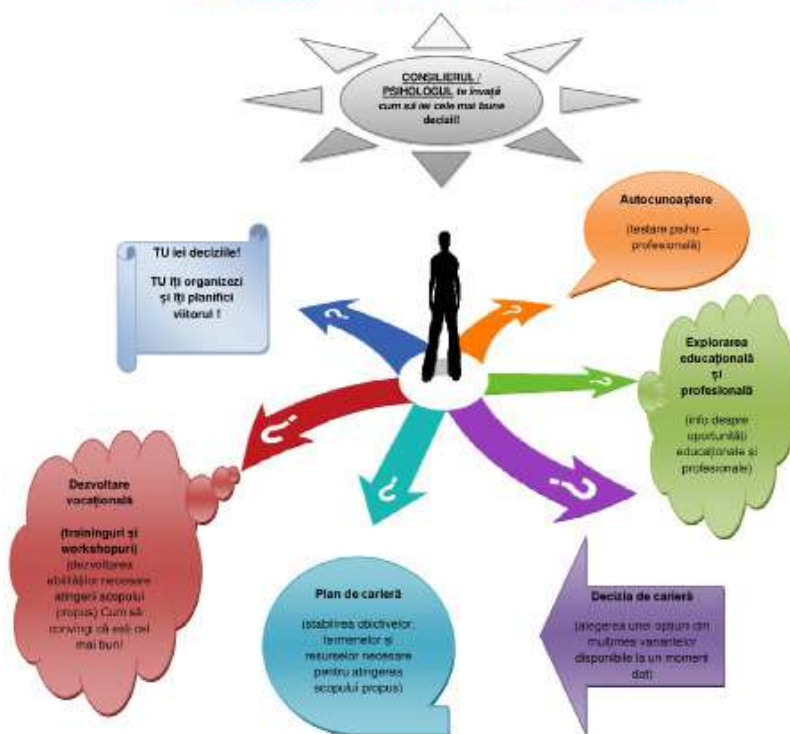 CONSILIERUL /
PSIHOLOGUL te învață
cum să iei cele mai bune
decizii!
Autocunoaștere
(testare psiho –
profesională)
TU iei deciziile!
TU îți organizezi
și îți planifici
viitorul !
Explorarea
educațională
și
profesională
(info despre
oportunități
educaționale și
profesionale)
Dezvoltare
vocațională
(traininguri și
workshopuri)
(dezvoltarea
abilităților necesare
atingerii scopului
propus) Cum să
convingi că ești cel
mai bun!
Plan de carieră
(stabilirea obiectivelor,
termenelor și
resurselor necesare
pentru atingerea
scopului propus)
Decizia de carieră
(alegerea unei opțiuni din
mulțimea variantelor
disponibile la un moment
dat)
?
?
?
?
?
?